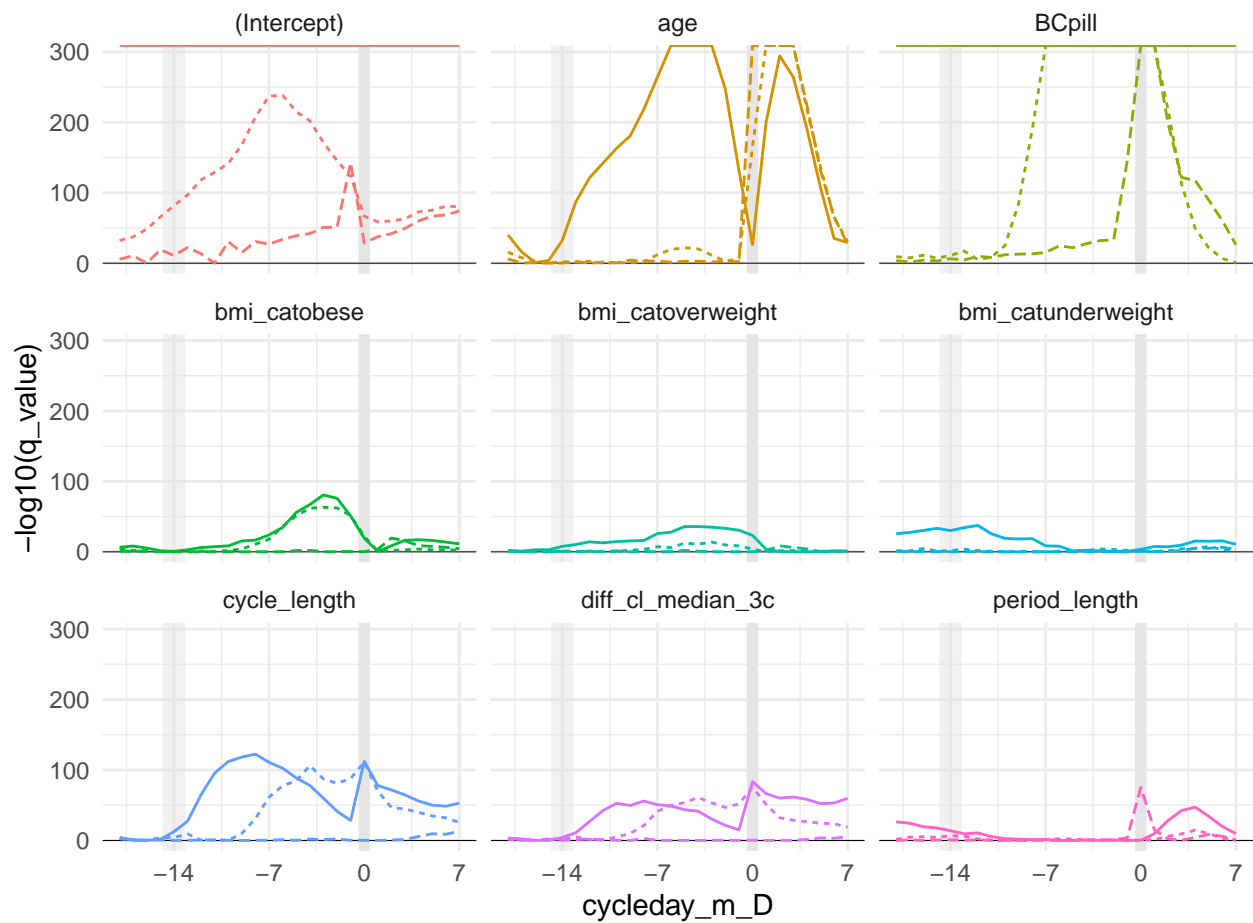 (Intercept) age BCpill
300
200
100
0
bmi_catobese bmi_catoverweight bmi_catunderweight
−log10(q_value)
300
200
100
0
cycle_length diff_cl_median_3c period_length
300
200
100
0
−14 −7 0 7 −14 −7 0 7 −14 −7 0 7
cycleday_m_D